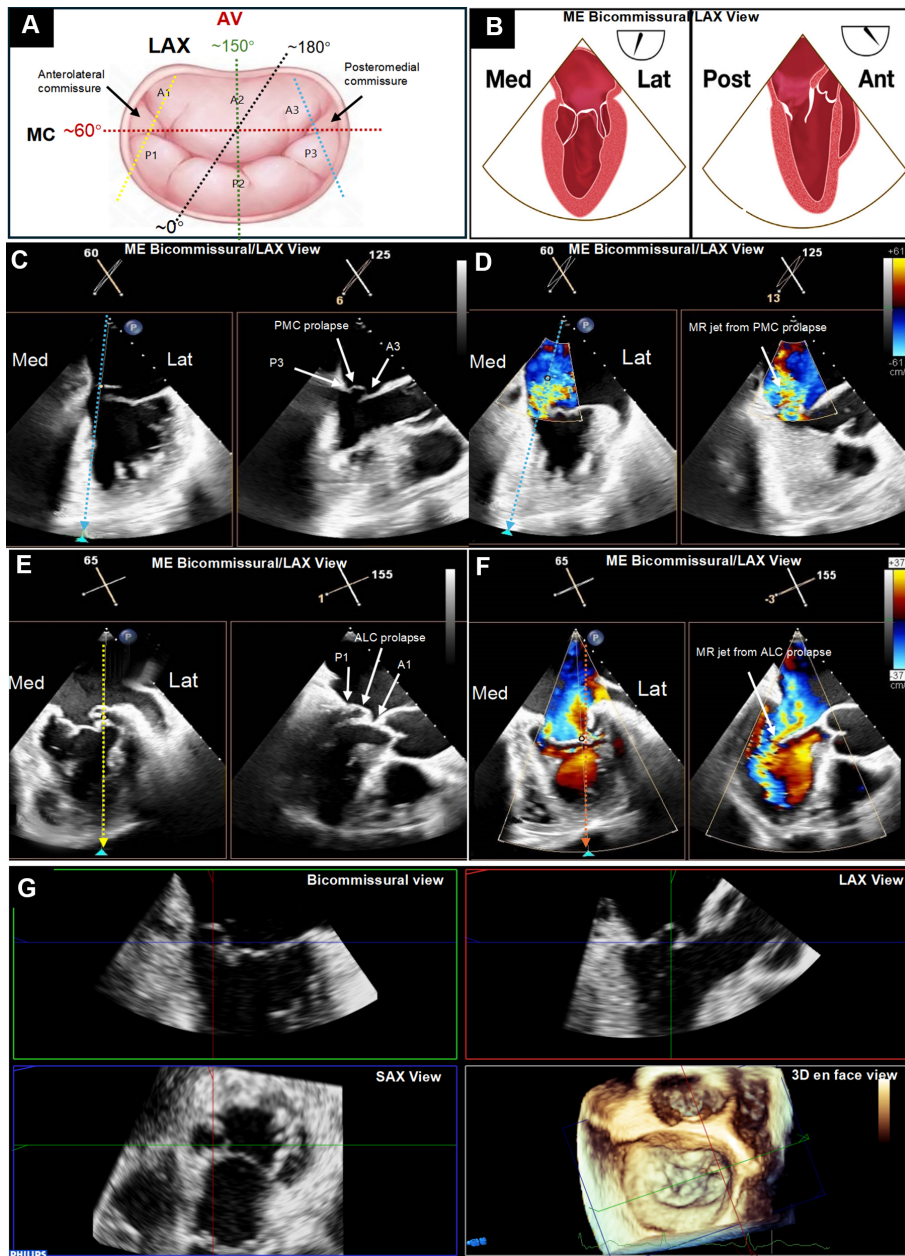 A
AV
LAX
~150°
~180°
Anterolateral
commissure
Posteromedial
commissure
A1
A2
A3
MC
~60°
P1
P2
P3
~0°
B
ME Bicommissural/LAX View
Med
Lat
Post
Ant
C
ME Bicommissural/LAX View
60
125
6
P
PMC prolapse
P3
A3
Med
Lat
D
ME Bicommissural/LAX View
60
125
13
+61
-61
cm/
P
MR jet from PMC prolapse
Med
Lat
E
ME Bicommissural/LAX View
65
155
1
P
ALC prolapse
P1
A1
Med
Lat
F
ME Bicommissural/LAX View
65
155
-3
+37
-37
cm/
P
MR jet from ALC prolapse
Med
Lat
G
Bicommissural view
LAX View
SAX View
3D en face view
PHILIPS